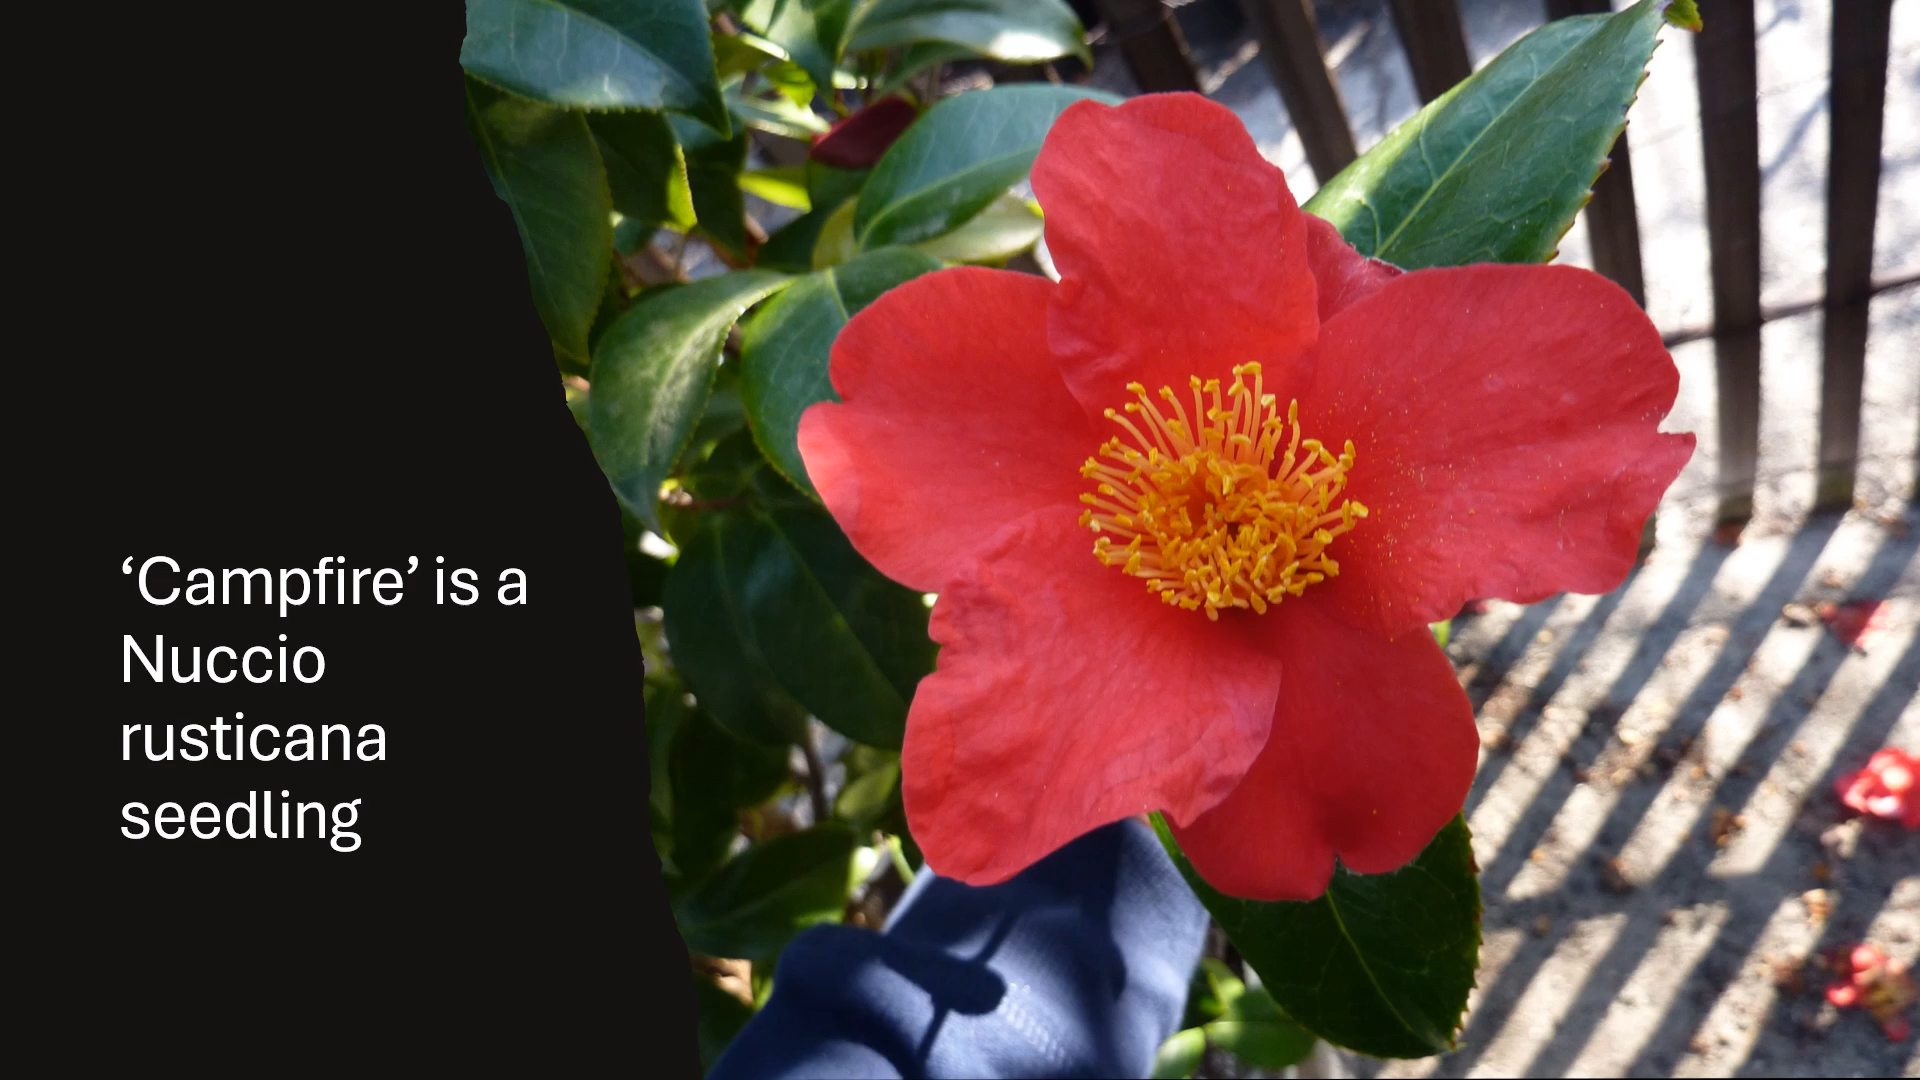 ‘Campfire’ is a
Nuccio
rusticana
seedling